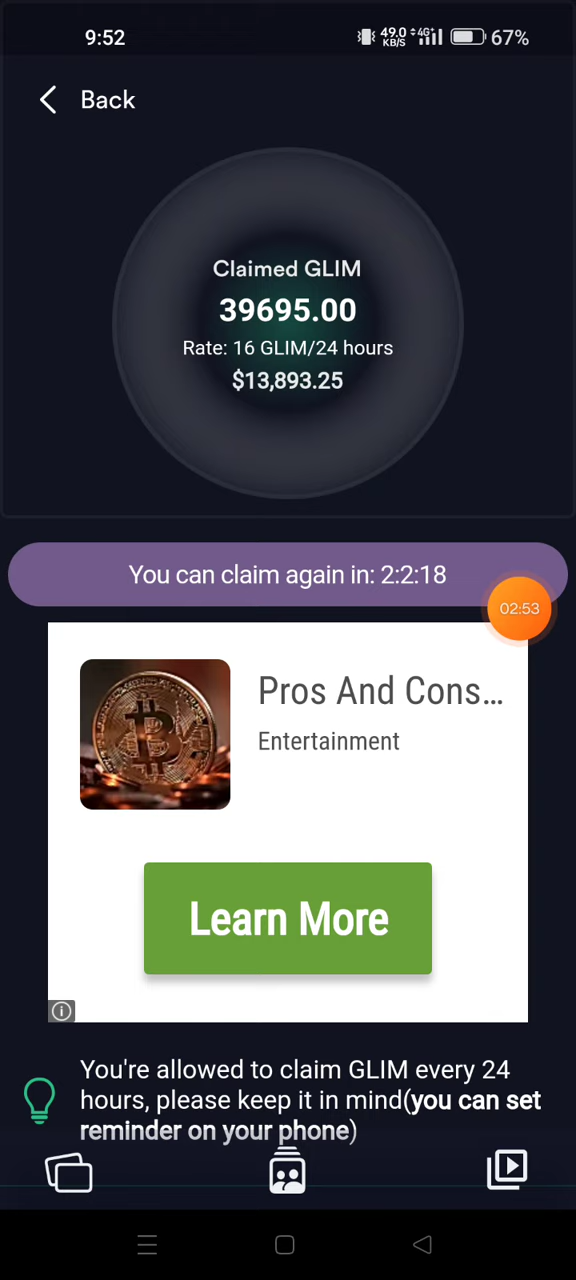 9:52
49.0
KB/S
4G+
67%
Back
Claimed GLIM
39695.00
Rate: 16 GLIM/24 hours
$13,893.25
You can claim again in: 2:2:18
02:53
Pros And Cons…
Entertainment
Learn More
You're allowed to claim GLIM every 24
hours, please keep it in mind(you can set
reminder on your phone)